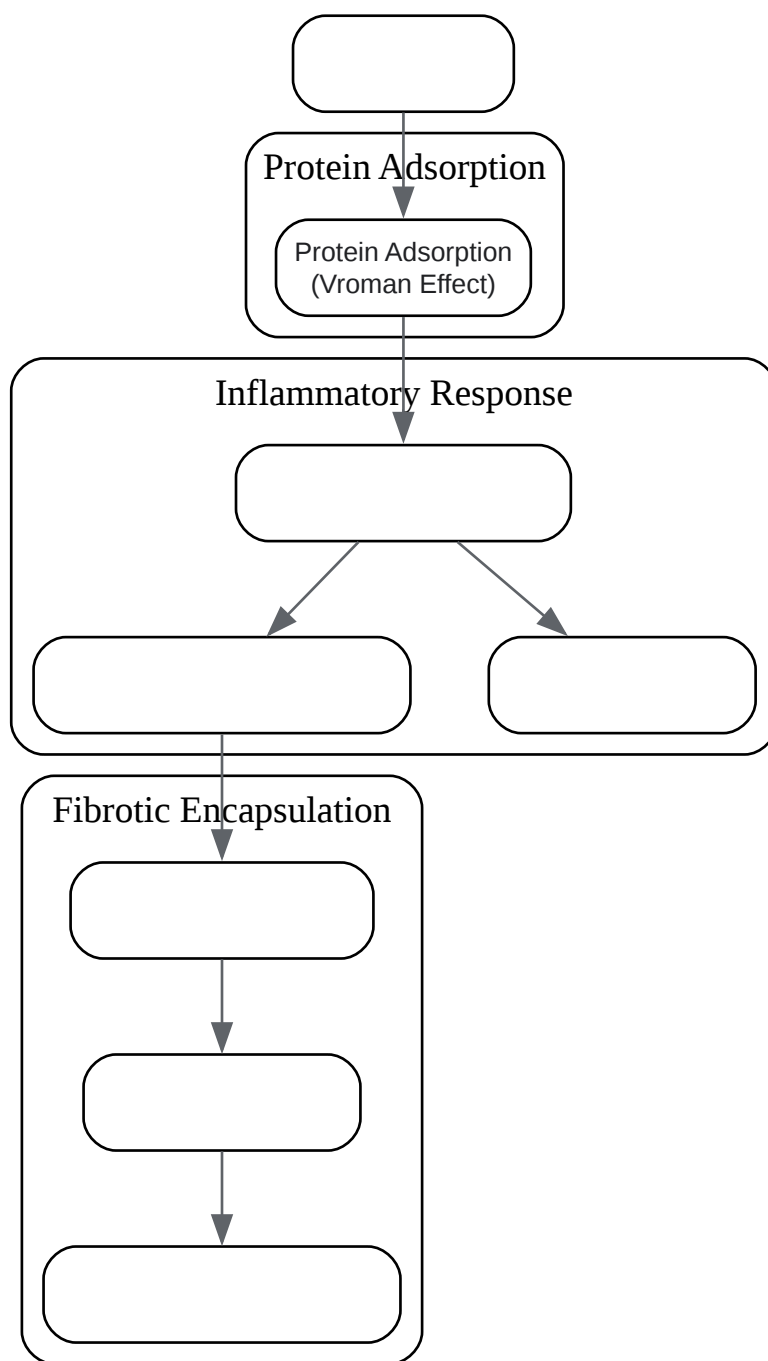 Protein Adsorption
Protein Adsorption
(Vroman Effect)
Inflammatory Response
Fibrotic Encapsulation